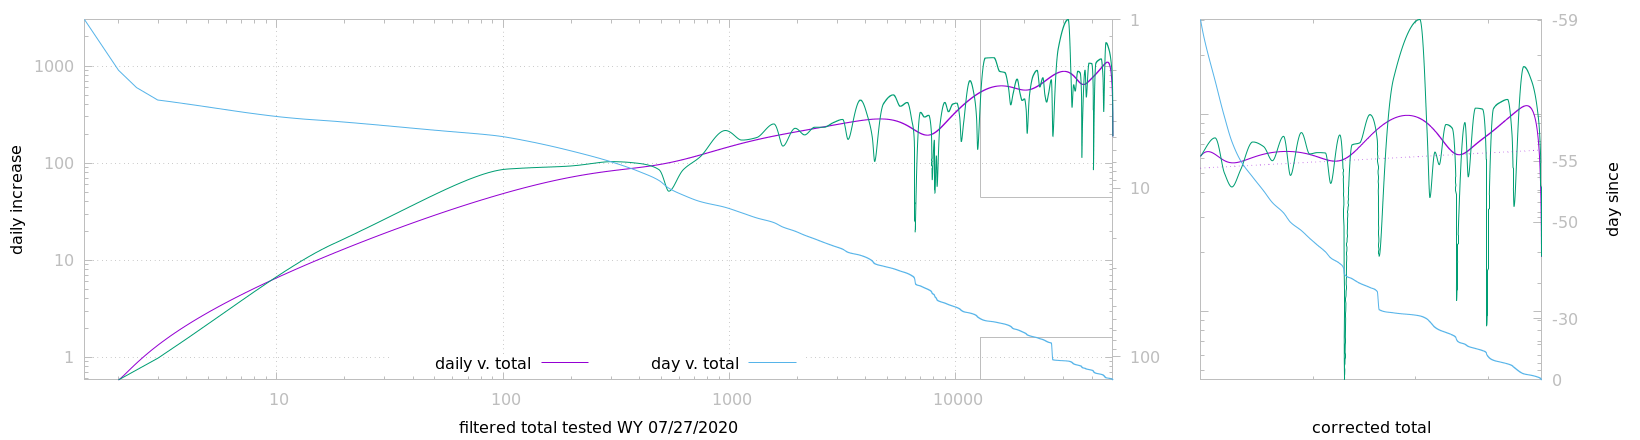 1000
100
10
1
daily increase
1
10
100
daily v. total
day v. total
10
100
1000
10000
filtered total tested WY 07/27/2020
-59
-55
-50
-30
0
day since
corrected total